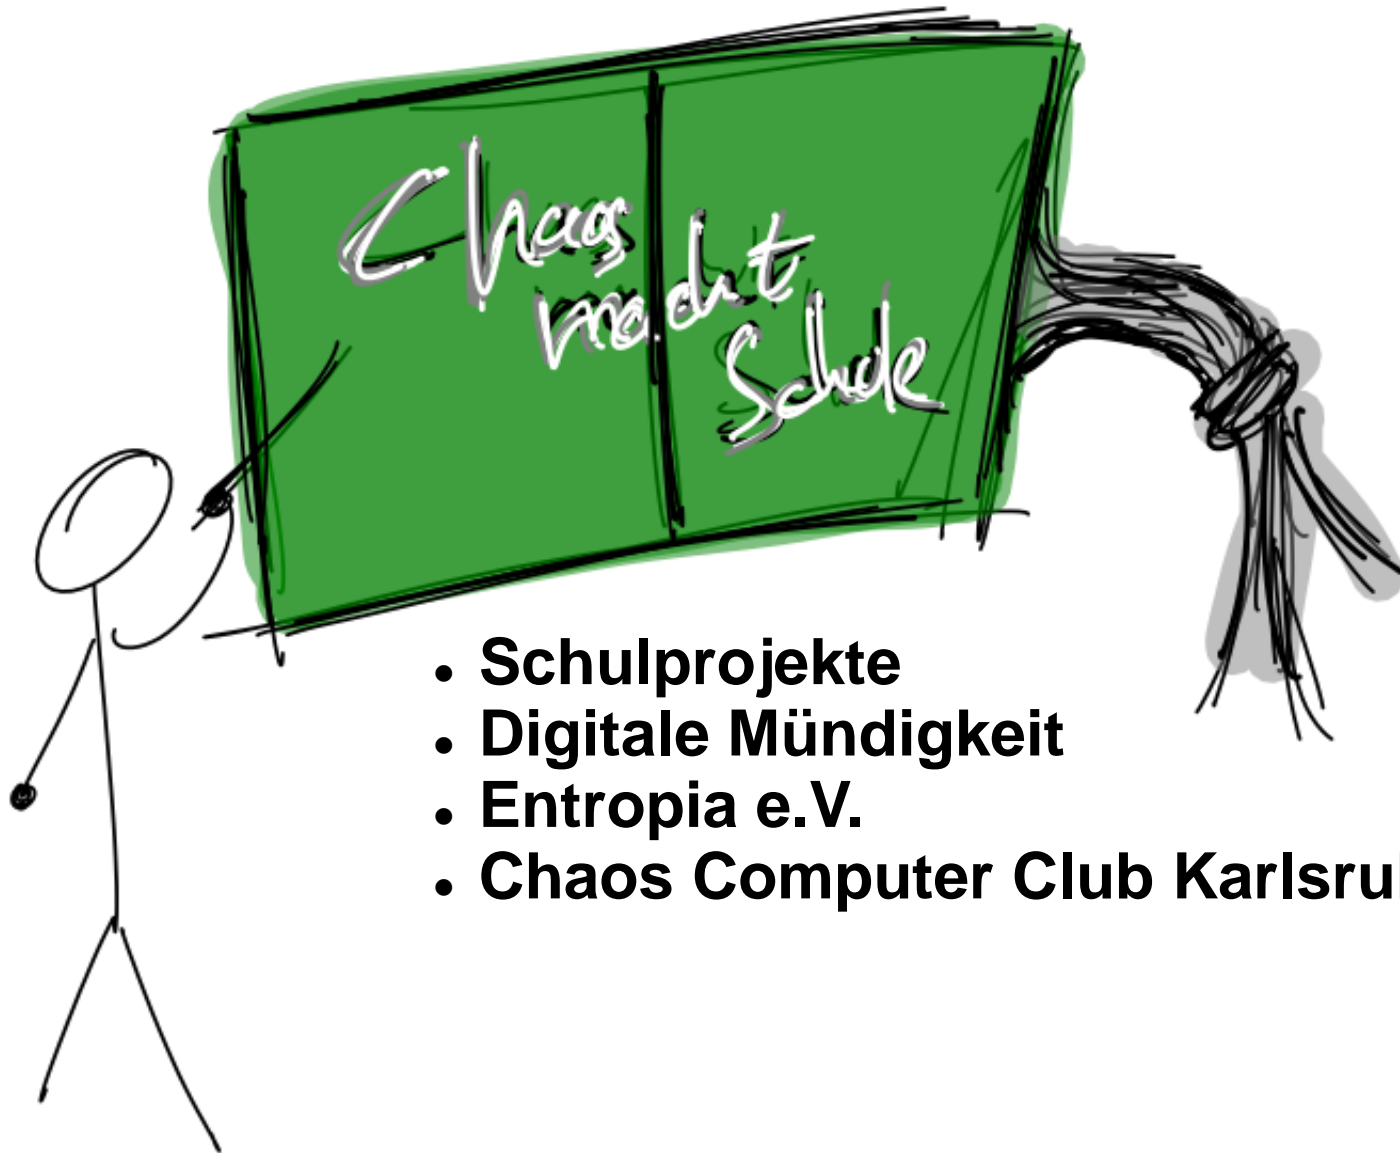 Chaos
macht
Schule
• Schulprojekte
• Digitale Mündigkeit
• Entropia e.V.
• Chaos Computer Club Karlsru